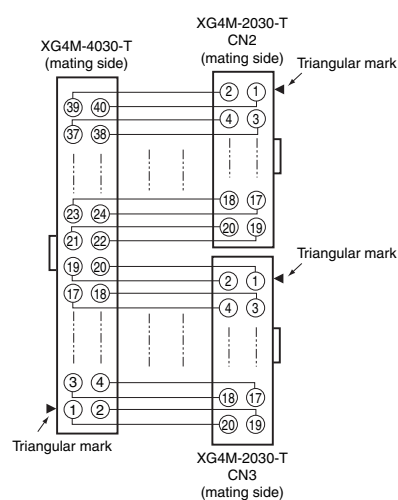 XG4M-4030-T
(mating side)
XG4M-2030-T
CN2
(mating side)
Triangular mark
2 1
39 40
4 3
37 38
18 17
23 24
20 19
21 22
Triangular mark
19 20
2 1
17 18
4 3
3 4
18 17
1 2
20 19
Triangular mark
XG4M-2030-T
CN3
(mating side)